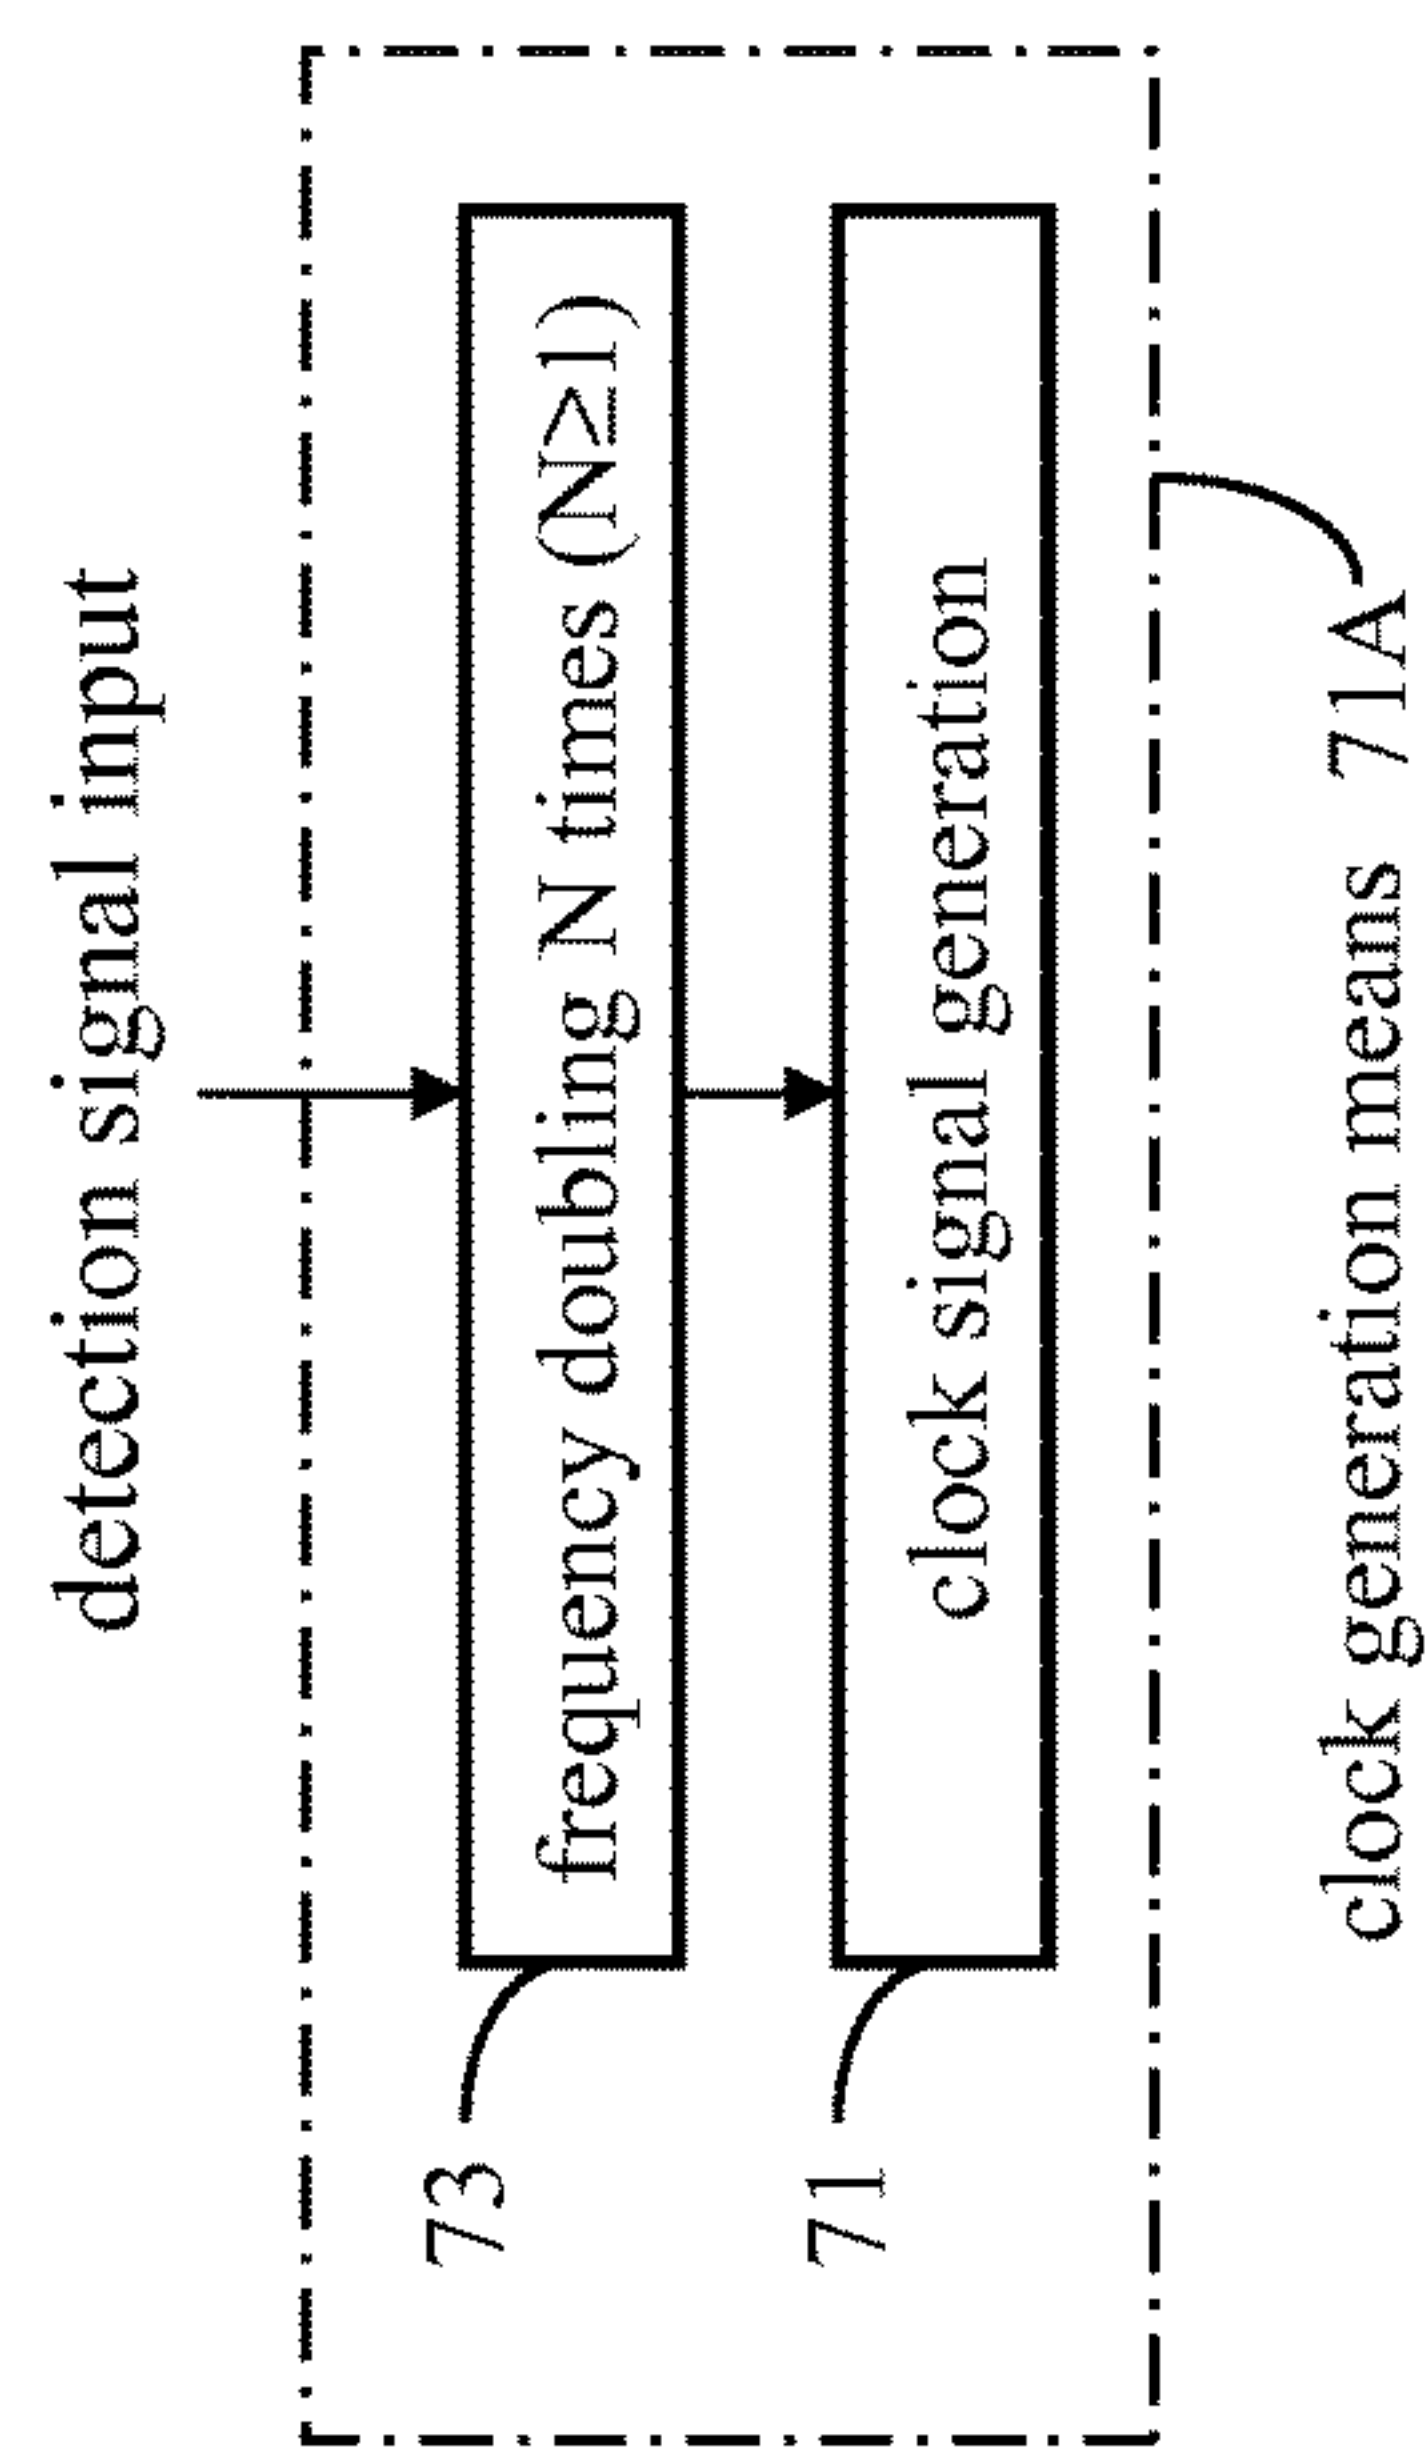 detection signal input
73
frequency doubling N times (N≥1)
71
clock signal generation
clock generation means 71A